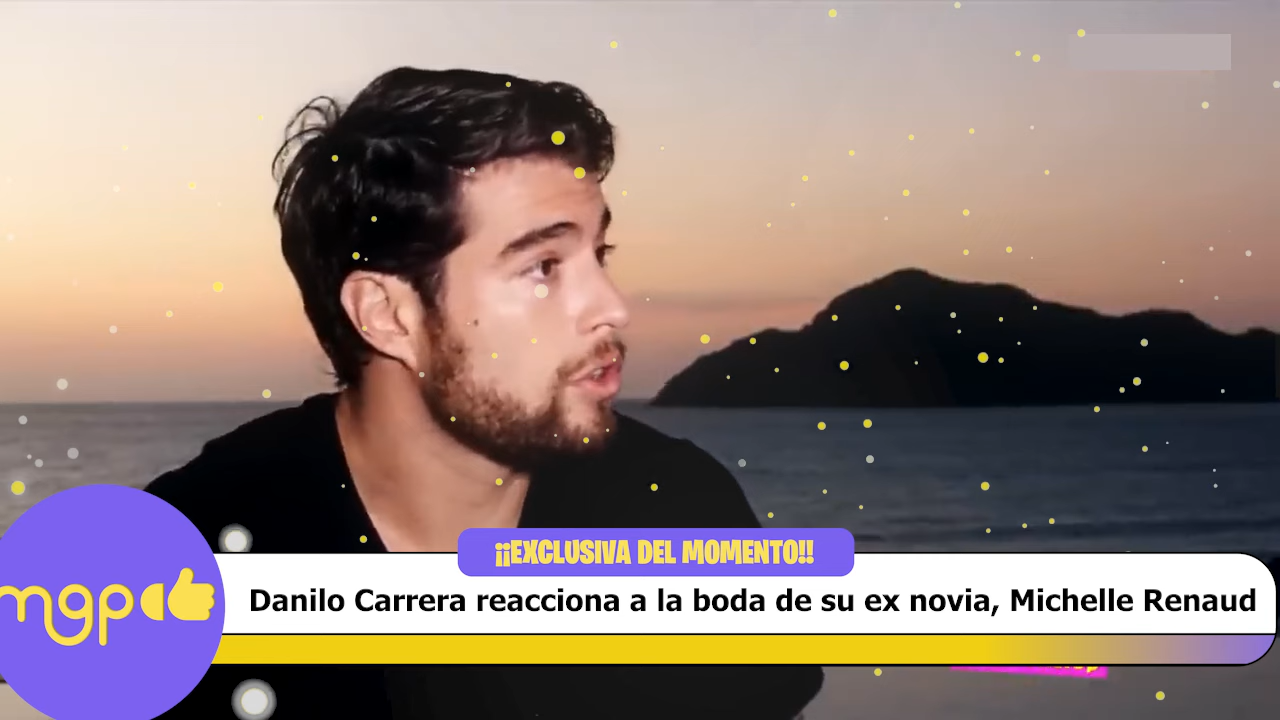 ¡¡EXCLUSIVA DEL MOMENTO!!
mgp
Danilo Carrera reacciona a la boda de su ex novia, Michelle Renaud